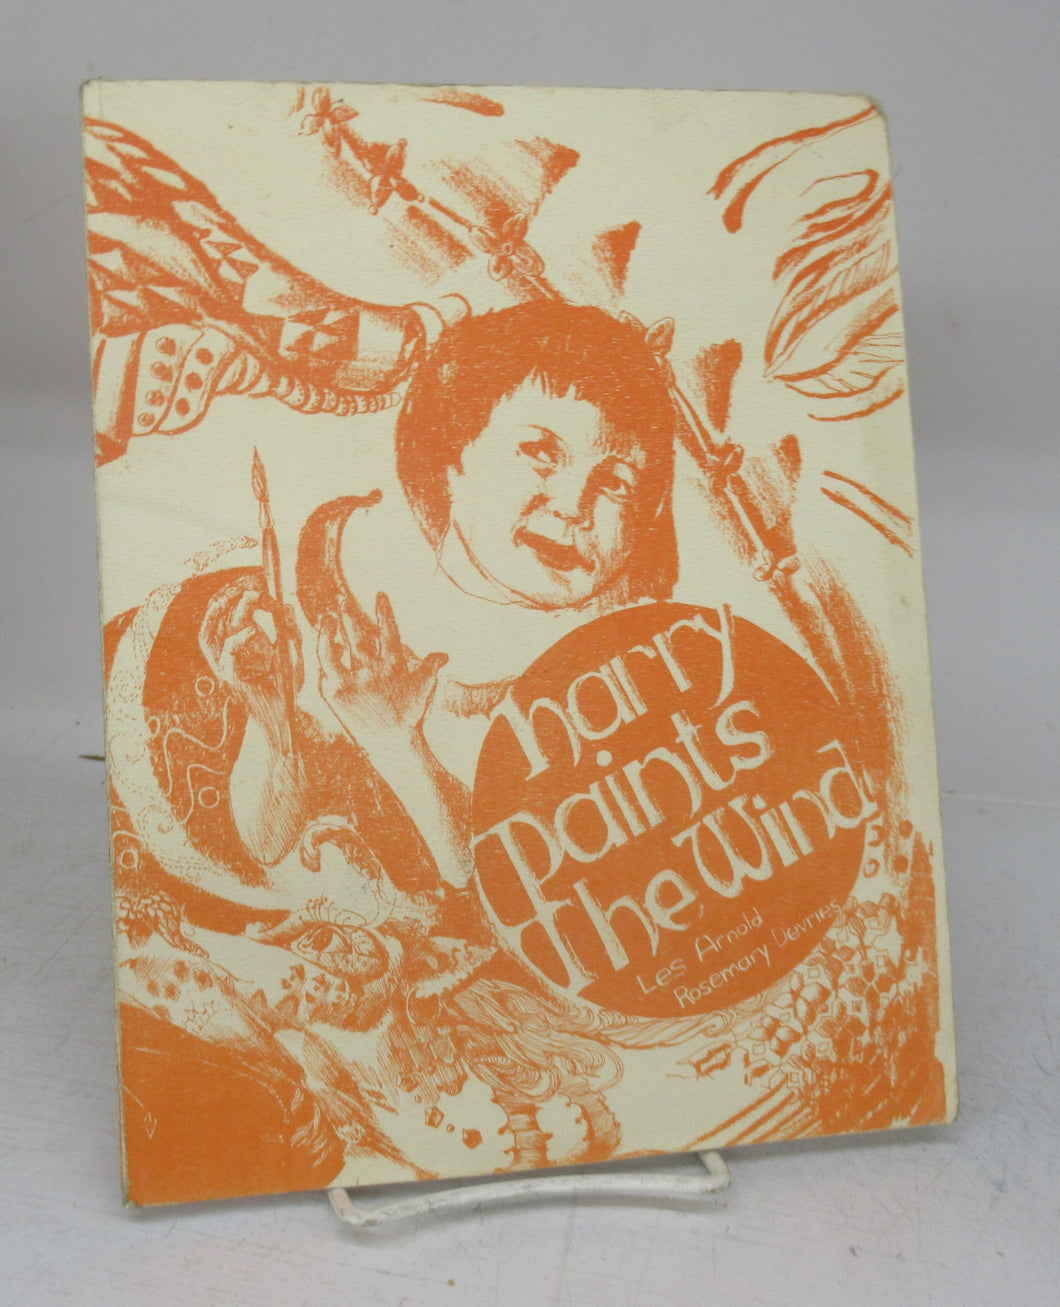 harry
paints
the Wind
Les Arnold
Rosemary Devries